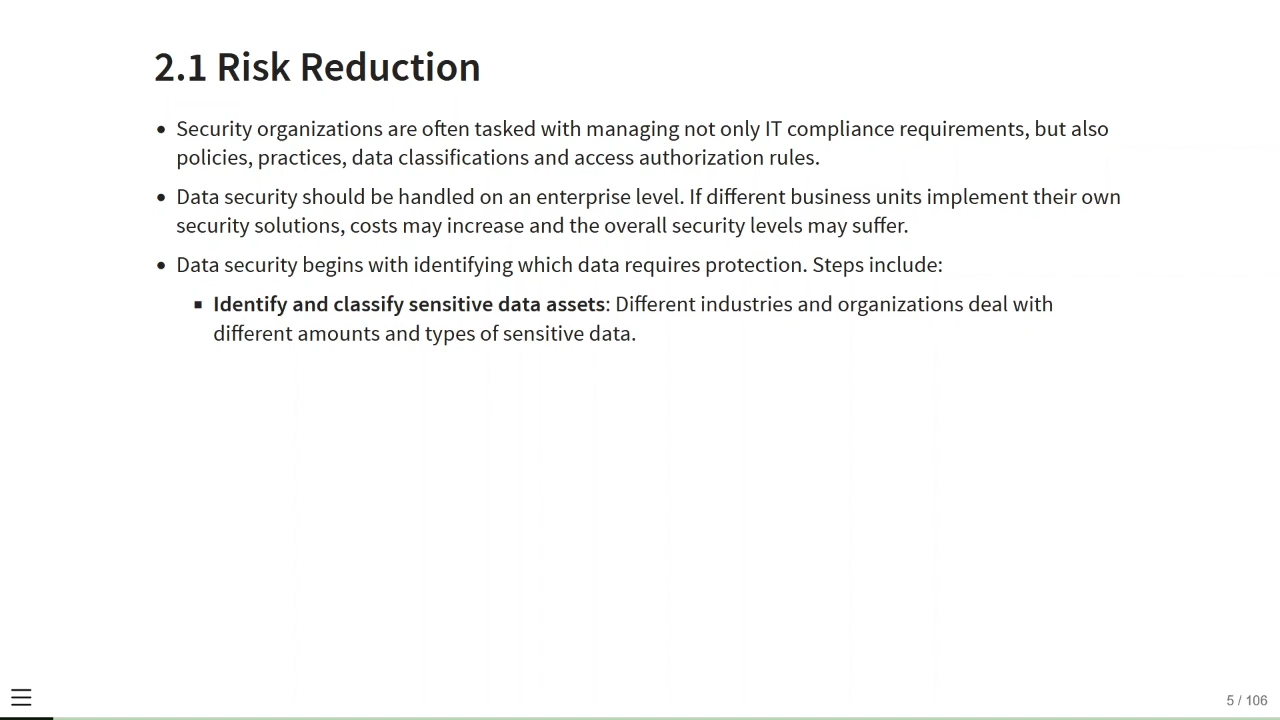 2.1 Risk Reduction
• Security organizations are often tasked with managing not only IT compliance requirements, but also
policies, practices, data classifications and access authorization rules.
• Data security should be handled on an enterprise level. If different business units implement their own
security solutions, costs may increase and the overall security levels may suffer.
• Data security begins with identifying which data requires protection. Steps include:
▪ Identify and classify sensitive data assets: Different industries and organizations deal with
different amounts and types of sensitive data.
5 / 106